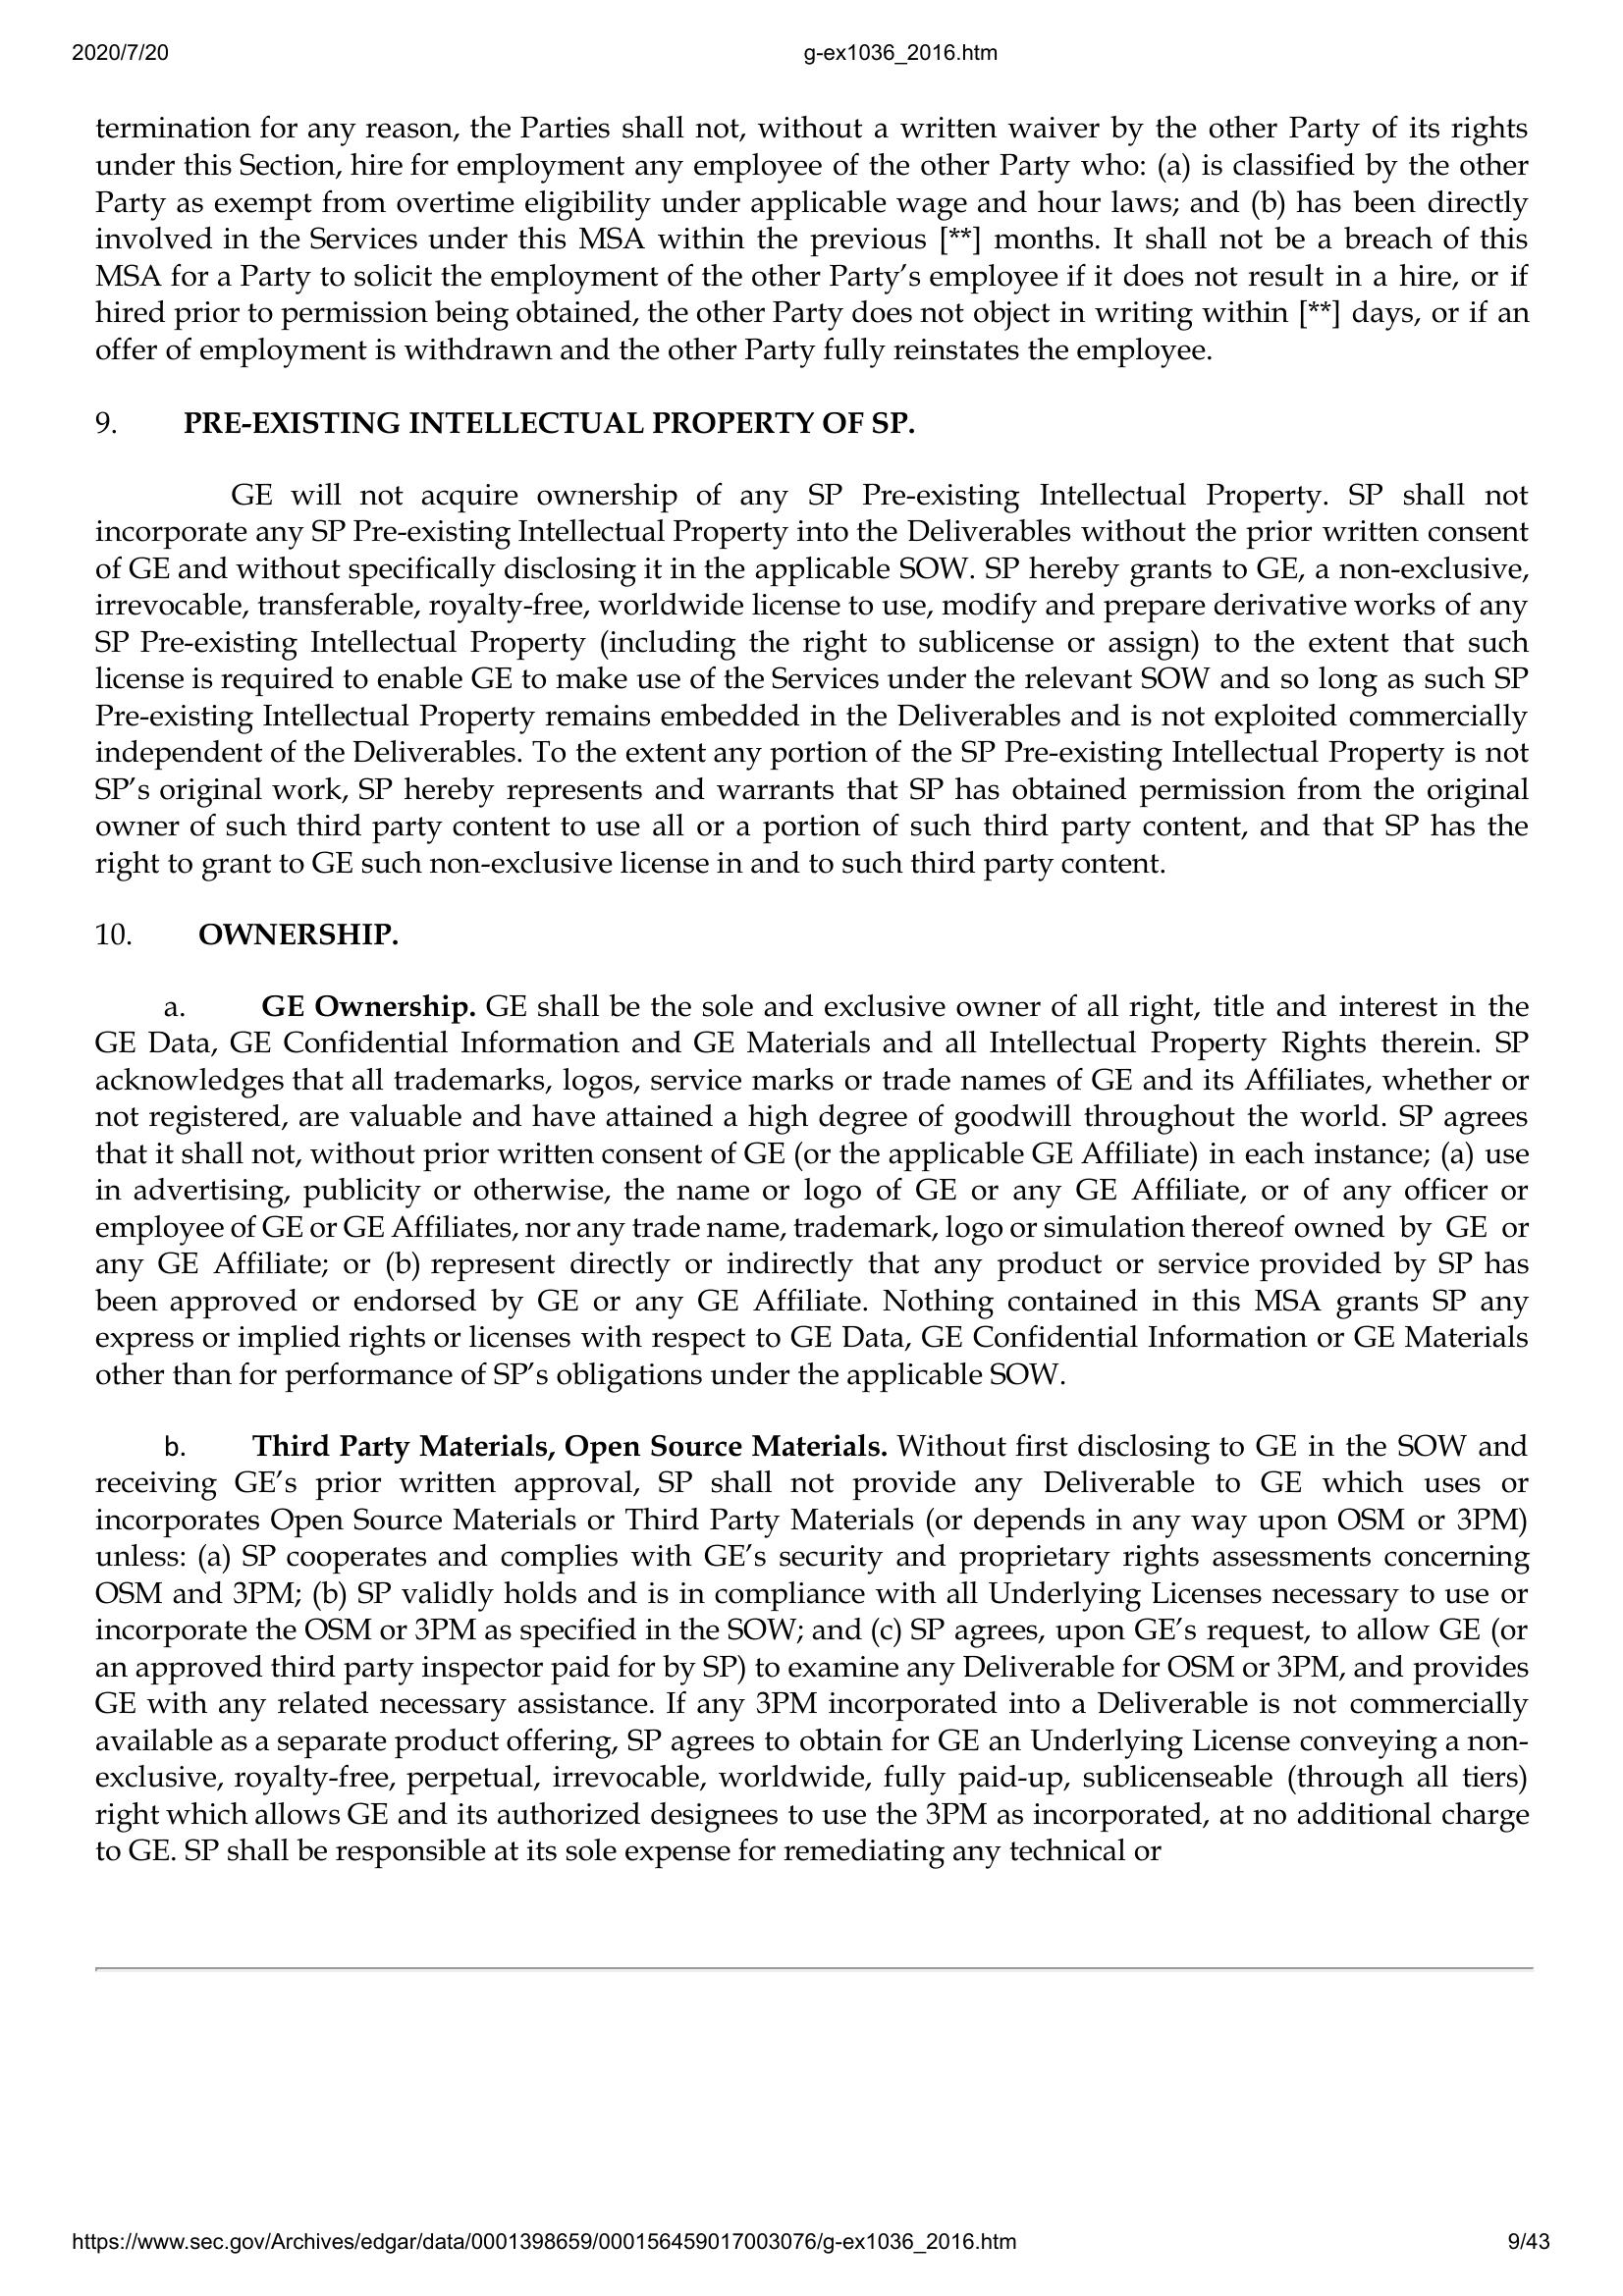 2020/7/20 g-ex1036_2016.htm
termination for any reason, the Parties shall not, without a written waiver by the other Party of its rights
under this Section, hire for employment any employee of the other Party who: (a) is classified by the other
Party as exempt from overtime eligibility under applicable wage and hour laws; and (b) has been directly
involved in the Services under this MSA within the previous [**] months. It shall not be a breach of this
MSA for a Party to solicit the employment of the other Party’s employee if it does not result in a hire, or if
hired prior to permission being obtained, the other Party does not object in writing within [**] days, or if an
offer of employment is withdrawn and the other Party fully reinstates the employee.
9. PRE-EXISTING INTELLECTUAL PROPERTY OF SP.
GE will not acquire ownership of any SP Pre-existing Intellectual Property. SP shall not
incorporate any SP Pre-existing Intellectual Property into the Deliverables without the prior written consent
of GE and without specifically disclosing it in the applicable SOW. SP hereby grants to GE, a non-exclusive,
irrevocable, transferable, royalty-free, worldwide license to use, modify and prepare derivative works of any
SP Pre-existing Intellectual Property (including the right to sublicense or assign) to the extent that such
license is required to enable GE to make use of the Services under the relevant SOW and so long as such SP
Pre-existing Intellectual Property remains embedded in the Deliverables and is not exploited commercially
independent of the Deliverables. To the extent any portion of the SP Pre-existing Intellectual Property is not
SP’s original work, SP hereby represents and warrants that SP has obtained permission from the original
owner of such third party content to use all or a portion of such third party content, and that SP has the
right to grant to GE such non-exclusive license in and to such third party content.
10. OWNERSHIP.
a. GE Ownership. GE shall be the sole and exclusive owner of all right, title and interest in the
GE Data, GE Confidential Information and GE Materials and all Intellectual Property Rights therein. SP
acknowledges that all trademarks, logos, service marks or trade names of GE and its Affiliates, whether or
not registered, are valuable and have attained a high degree of goodwill throughout the world. SP agrees
that it shall not, without prior written consent of GE (or the applicable GE Affiliate) in each instance; (a) use
in advertising, publicity or otherwise, the name or logo of GE or any GE Affiliate, or of any officer or
employee of GE or GE Affiliates, nor any trade name, trademark, logo or simulation thereof owned by GE or
any GE Affiliate; or (b) represent directly or indirectly that any product or service provided by SP has
been approved or endorsed by GE or any GE Affiliate. Nothing contained in this MSA grants SP any
express or implied rights or licenses with respect to GE Data, GE Confidential Information or GE Materials
other than for performance of SP’s obligations under the applicable SOW.
b. Third Party Materials, Open Source Materials. Without first disclosing to GE in the SOW and
receiving GE’s prior written approval, SP shall not provide any Deliverable to GE which uses or
incorporates Open Source Materials or Third Party Materials (or depends in any way upon OSM or 3PM)
unless: (a) SP cooperates and complies with GE’s security and proprietary rights assessments concerning
OSM and 3PM; (b) SP validly holds and is in compliance with all Underlying Licenses necessary to use or
incorporate the OSM or 3PM as specified in the SOW; and (c) SP agrees, upon GE’s request, to allow GE (or
an approved third party inspector paid for by SP) to examine any Deliverable for OSM or 3PM, and provides
GE with any related necessary assistance. If any 3PM incorporated into a Deliverable is not commercially
available as a separate product offering, SP agrees to obtain for GE an Underlying License conveying a non-
exclusive, royalty-free, perpetual, irrevocable, worldwide, fully paid-up, sublicenseable (through all tiers)
right which allows GE and its authorized designees to use the 3PM as incorporated, at no additional charge
to GE. SP shall be responsible at its sole expense for remediating any technical or
https://www.sec.gov/Archives/edgar/data/0001398659/000156459017003076/g-ex1036_2016.htm 9/43